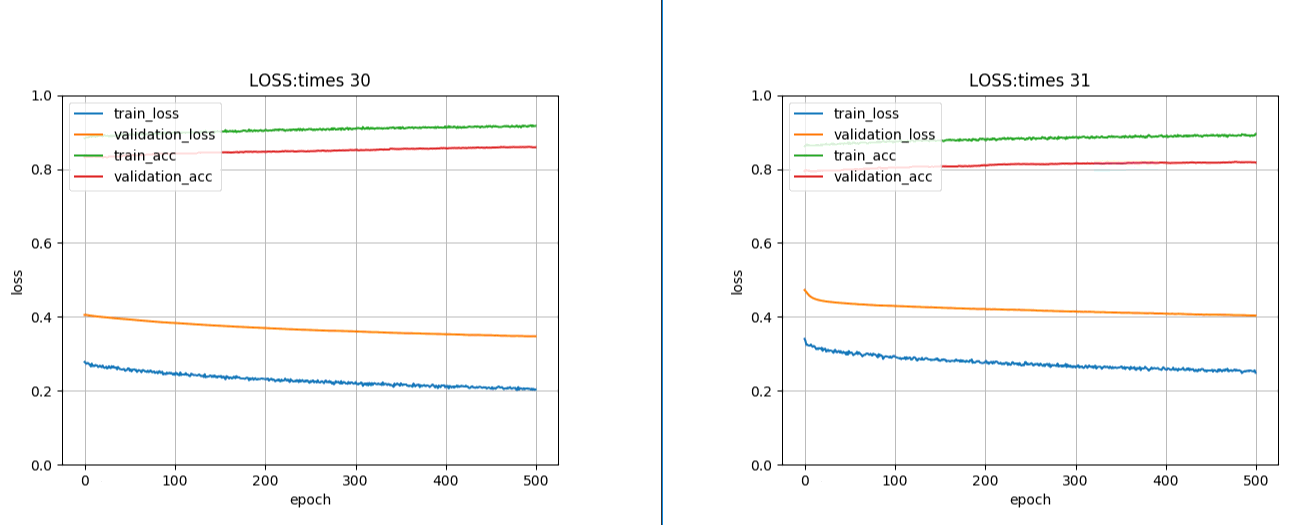 LOSS:times 30
1.0
0.8
0.6
0.4
0.2
0.0
loss
train_loss
validation_loss
train_acc
validation_acc
0 100 200 300 400 500
epoch
LOSS:times 31
1.0
0.8
0.6
0.4
0.2
0.0
loss
train_loss
validation_loss
train_acc
validation_acc
0 100 200 300 400 500
epoch